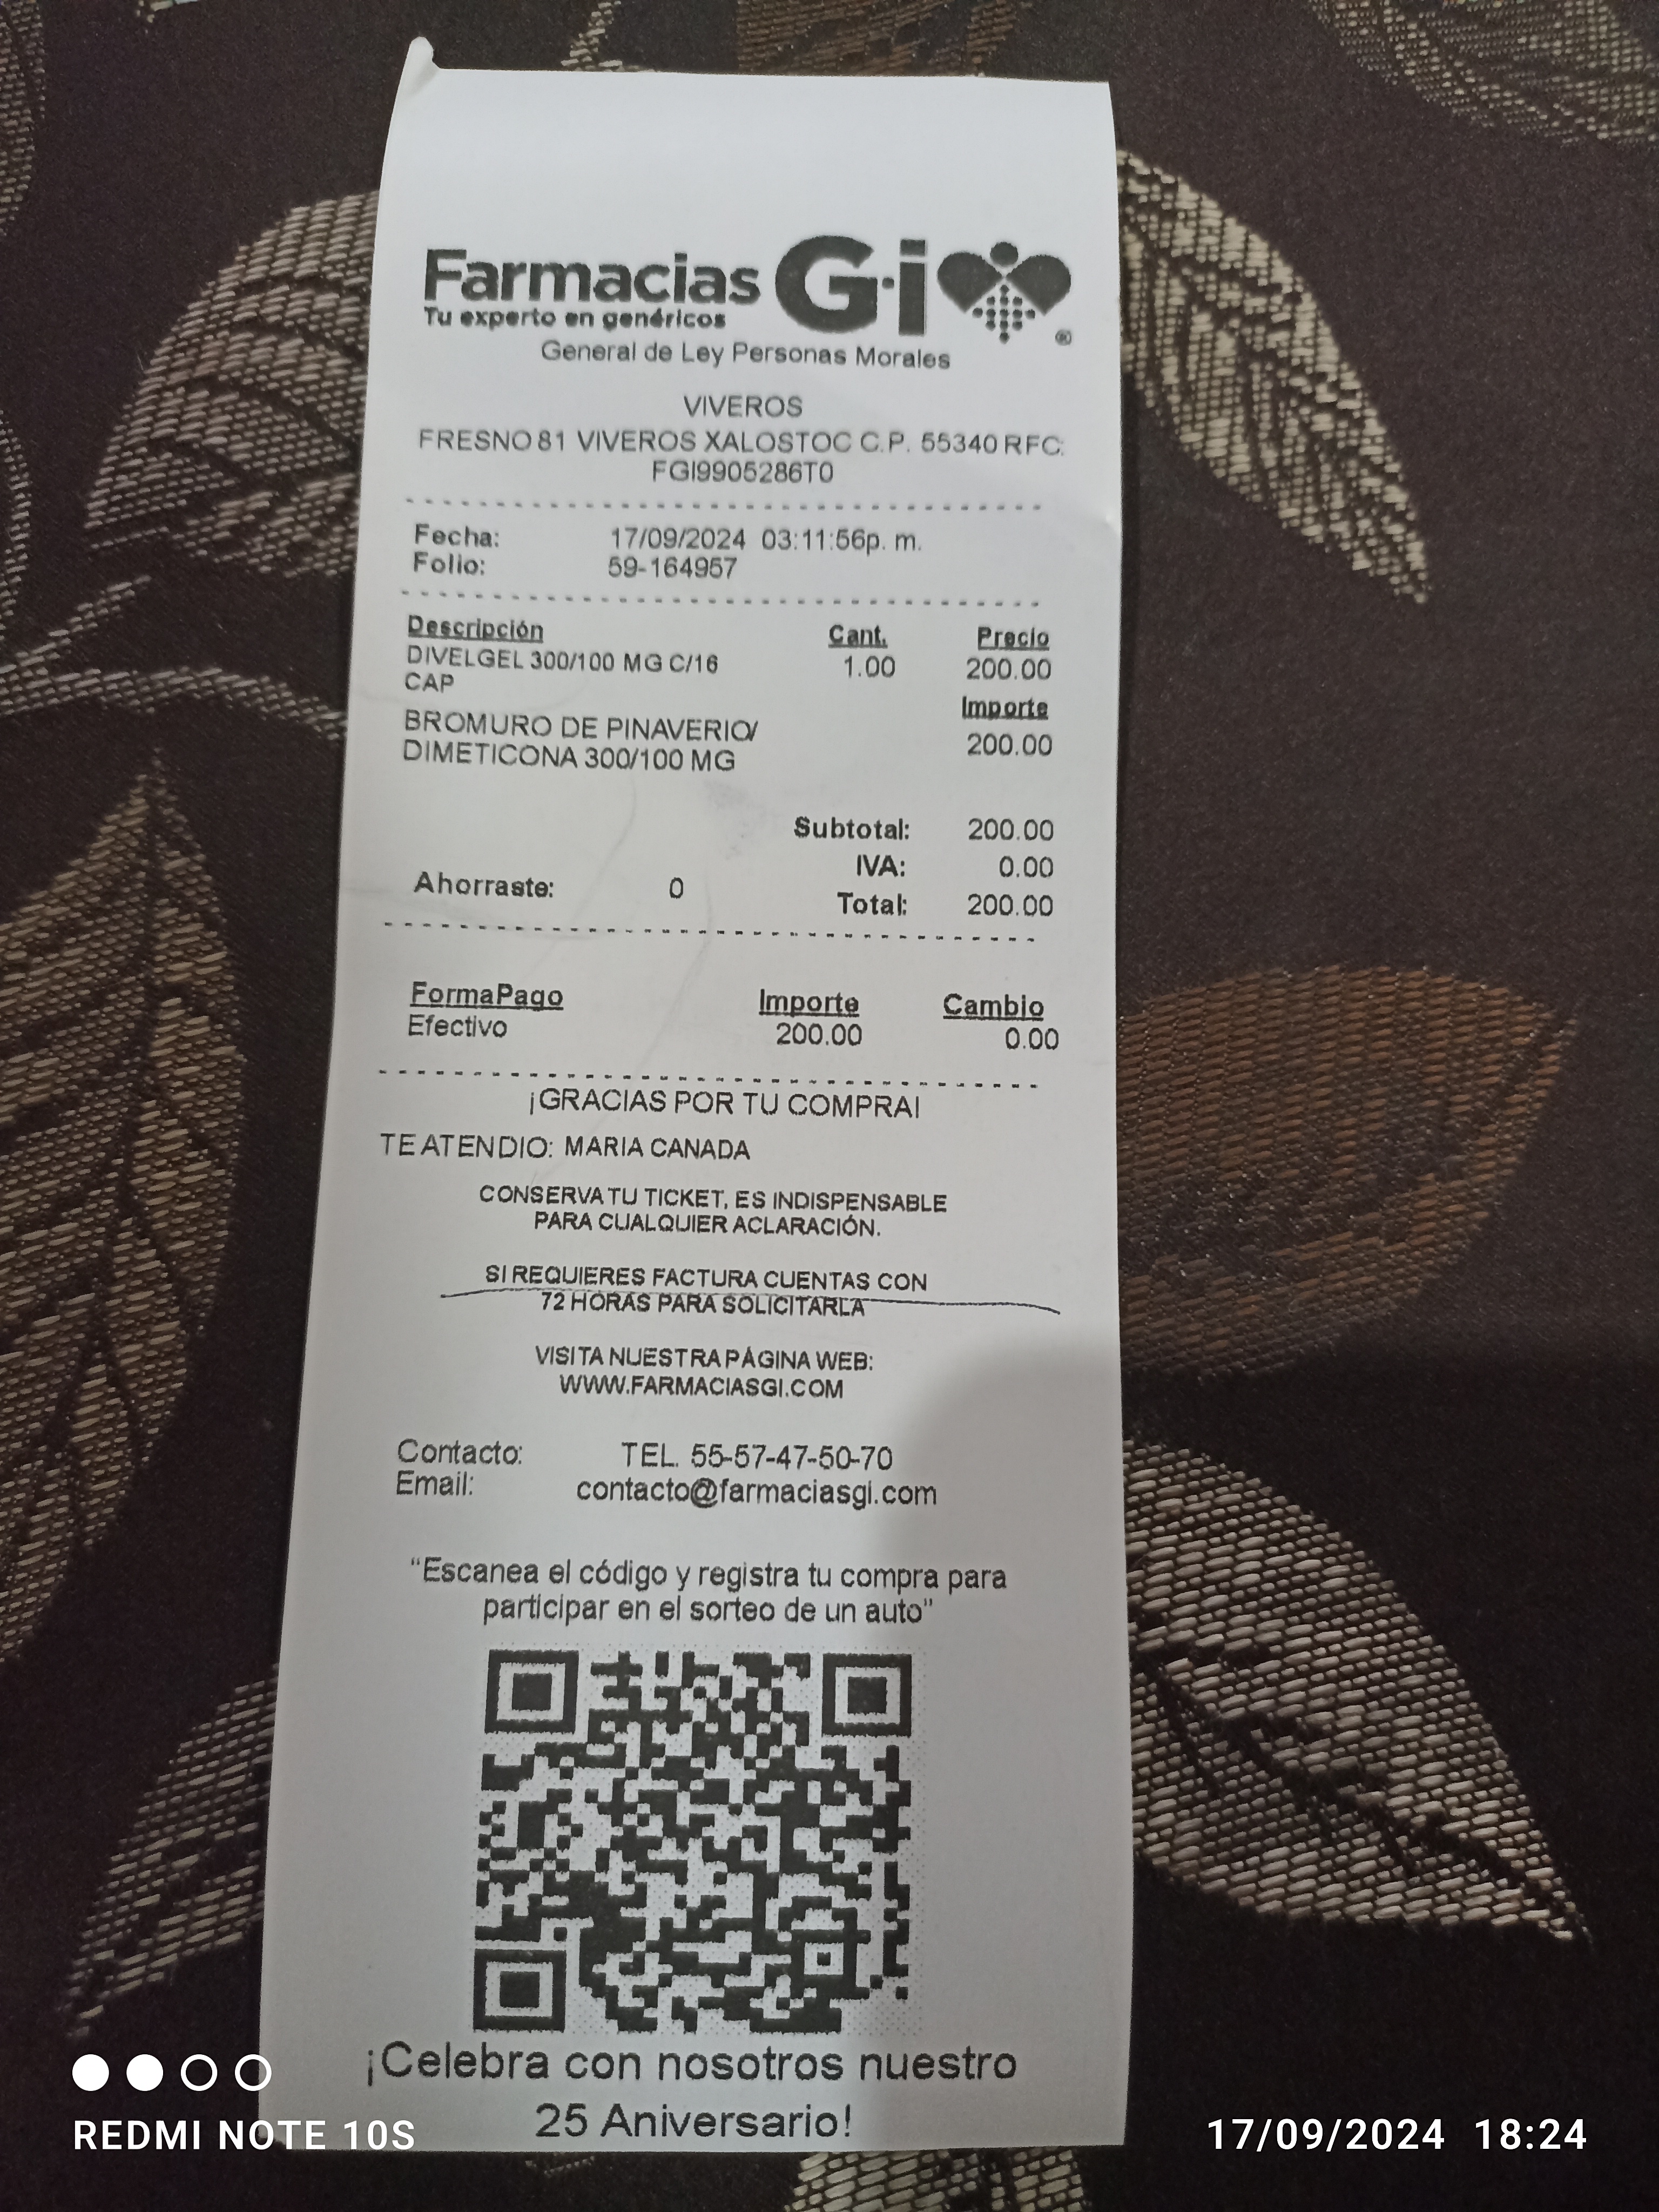 Farmacias G·i
Tu experto en genéricos
®
General de Ley Personas Morales
VIVEROS
FRESNO 81 VIVEROS XALOSTOC C.P. 55340 RFC:
FGI9905286T0
Fecha: 17/09/2024 03:11:56p. m.
Folio: 59-164957
Descripción Cant. Precio
DIVELGEL 300/100 MG C/16 1.00 200.00
CAP
Importe
BROMURO DE PINAVERIO/ 200.00
DIMETICONA 300/100 MG
Subtotal: 200.00
IVA: 0.00
Ahorraste: 0 Total: 200.00
FormaPago Importe Cambio
Efectivo 200.00 0.00
¡GRACIAS POR TU COMPRA!
TE ATENDIO: MARIA CANADA
CONSERVA TU TICKET, ES INDISPENSABLE
PARA CUALQUIER ACLARACIÓN.
SI REQUIERES FACTURA CUENTAS CON
72 HORAS PARA SOLICITARLA
VISITA NUESTRA PÁGINA WEB:
WWW.FARMACIASGI.COM
Contacto: TEL. 55-57-47-50-70
Email: contacto@farmaciasgi.com
“Escanea el código y registra tu compra para
participar en el sorteo de un auto”
¡Celebra con nosotros nuestro
25 Aniversario!
REDMI NOTE 10S 17/09/2024 18:24